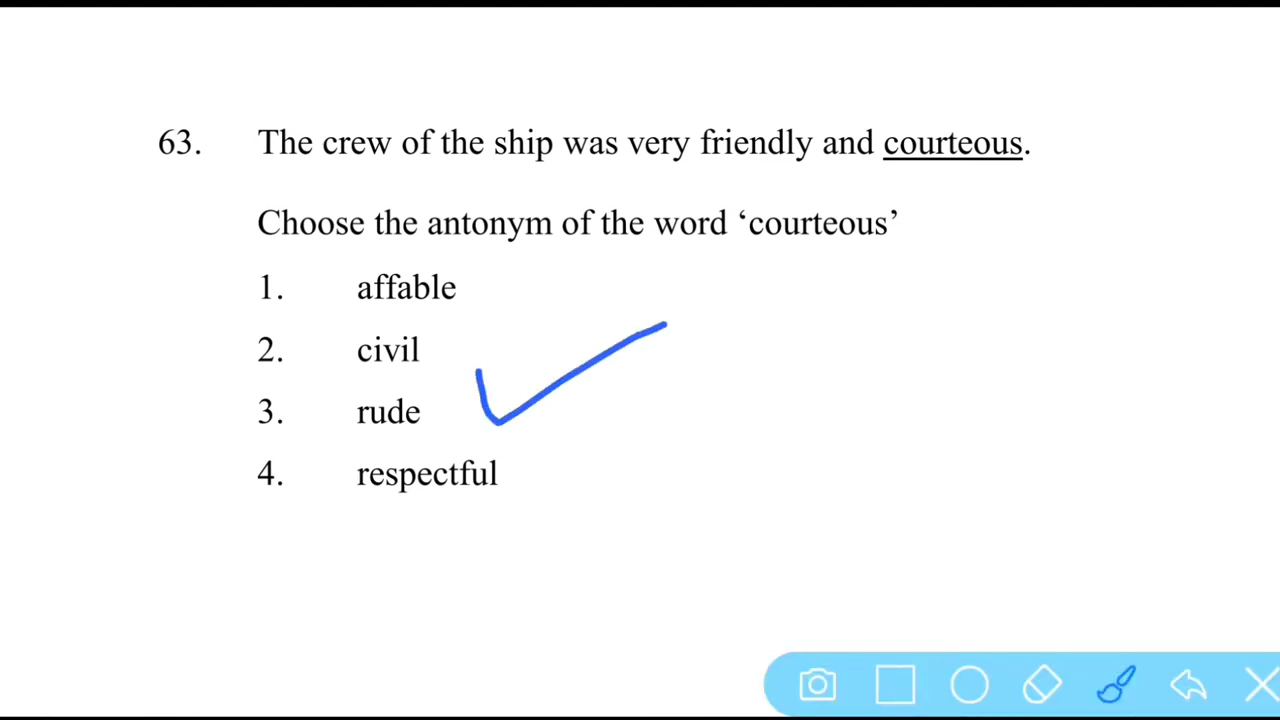 63. The crew of the ship was very friendly and courteous.
Choose the antonym of the word ‘courteous’
1. affable
2. civil
3. rude
4. respectful